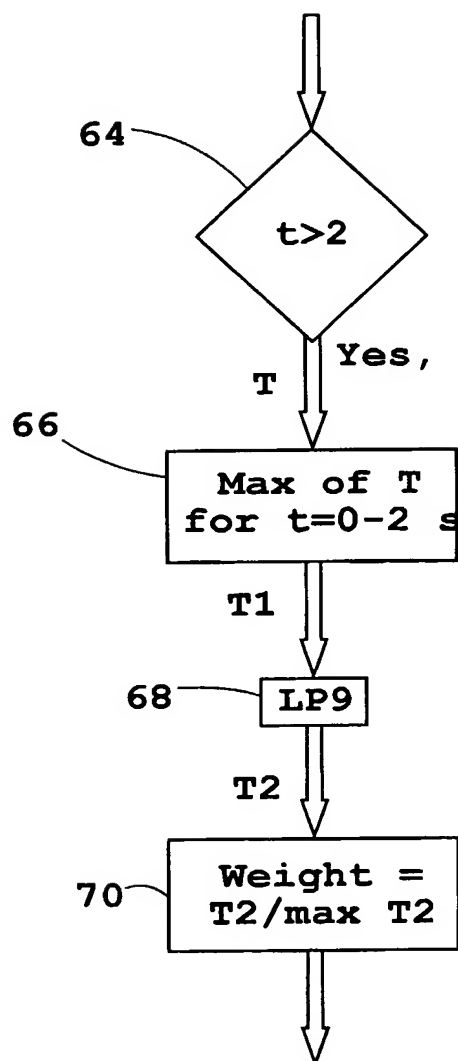 64
t>2
Yes,
T
66
Max of T
for t=0-2 s
T1
68
LP9
T2
70
Weight =
T2/max T2